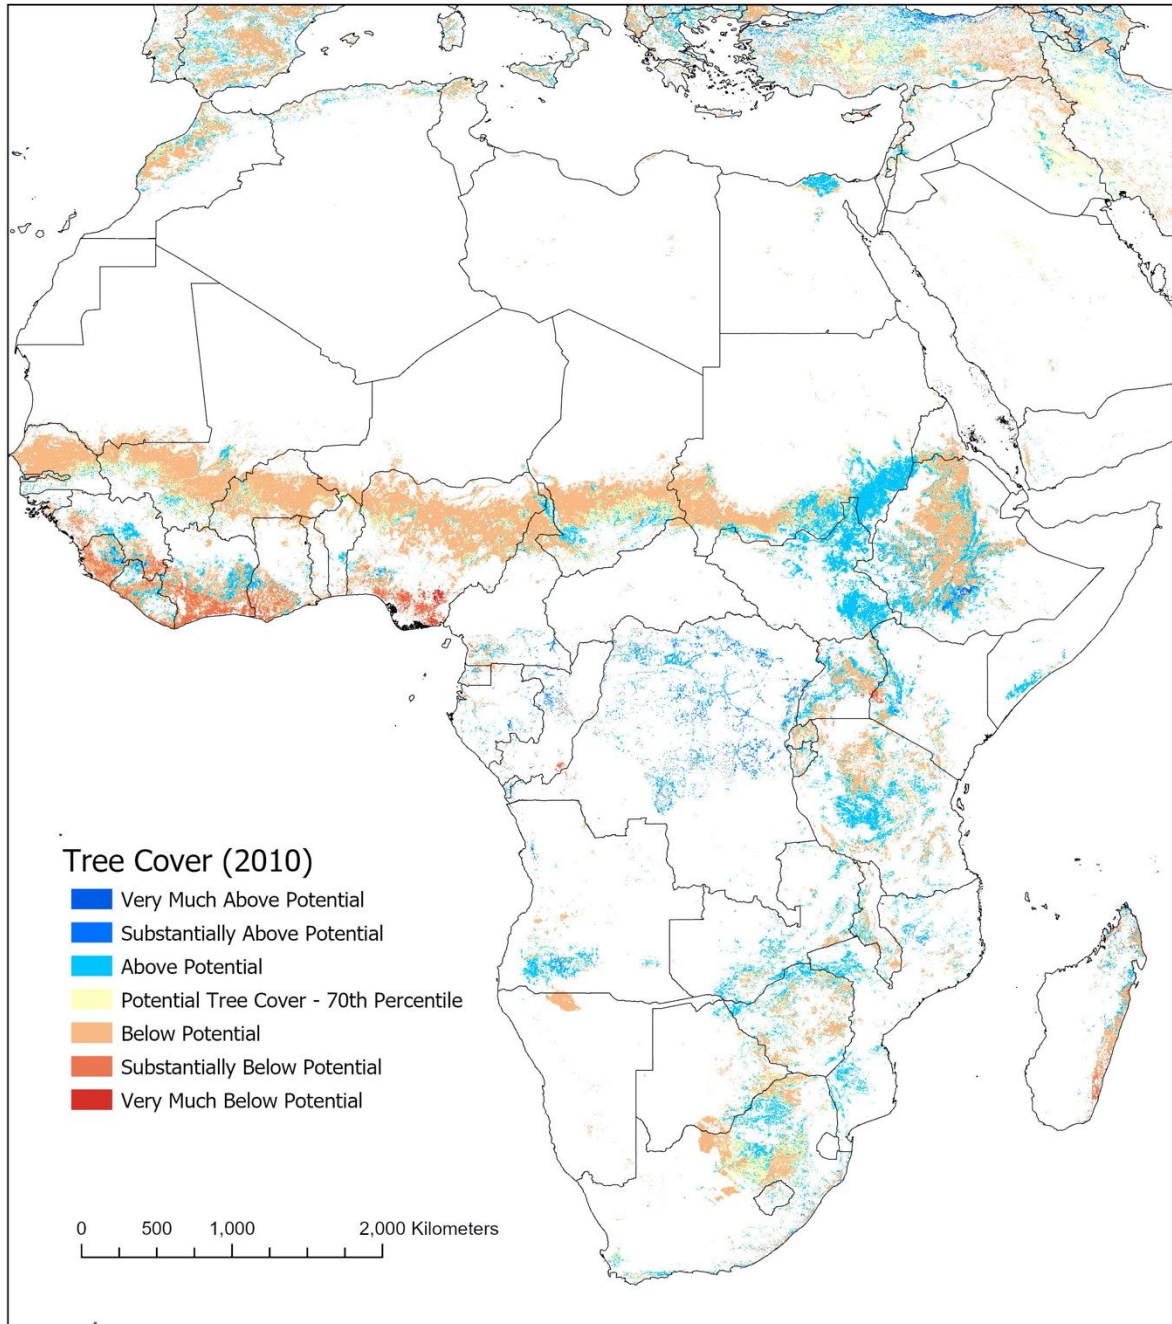 Tree Cover (2010)
Very Much Above Potential
Substantially Above Potential
Above Potential
Potential Tree Cover - 70th Percentile
Below Potential
Substantially Below Potential
Very Much Below Potential
0 500 1,000 2,000 Kilometers